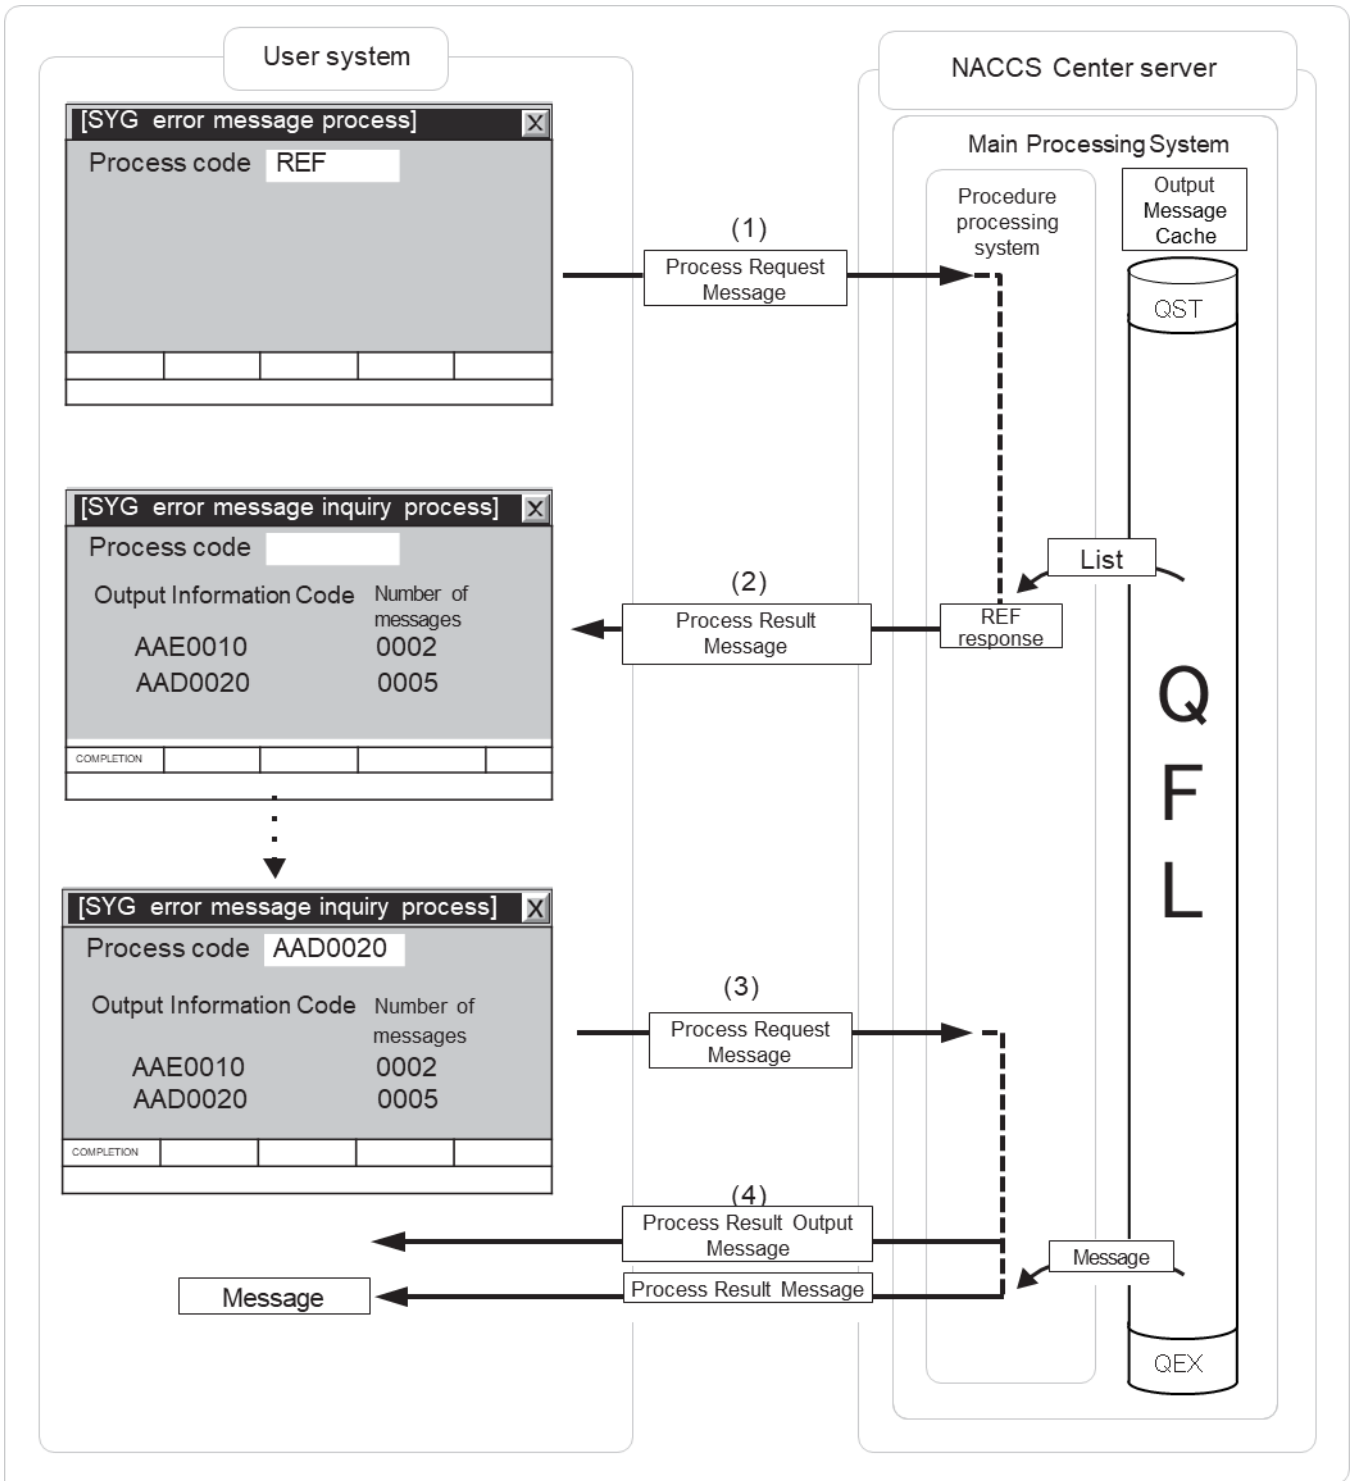 User system
NACCS Center server
[SYG error message process]
X
Process code
REF
Main Processing System
Procedure
processing
system
Output
Message
Cache
(1)
Process Request
Message
QST
[SYG error message inquiry process]
X
Process code
Output Information Code
Number of
messages
AAE0010
0002
AAD0020
0005
COMPLETION
(2)
Process Result
Message
REF
response
List
Q
F
L
[SYG error message inquiry process]
X
Process code
AAD0020
Output Information Code
Number of
messages
AAE0010
0002
AAD0020
0005
COMPLETION
(3)
Process Request
Message
(4)
Process Result Output
Message
Process Result Message
Message
Message
QEX